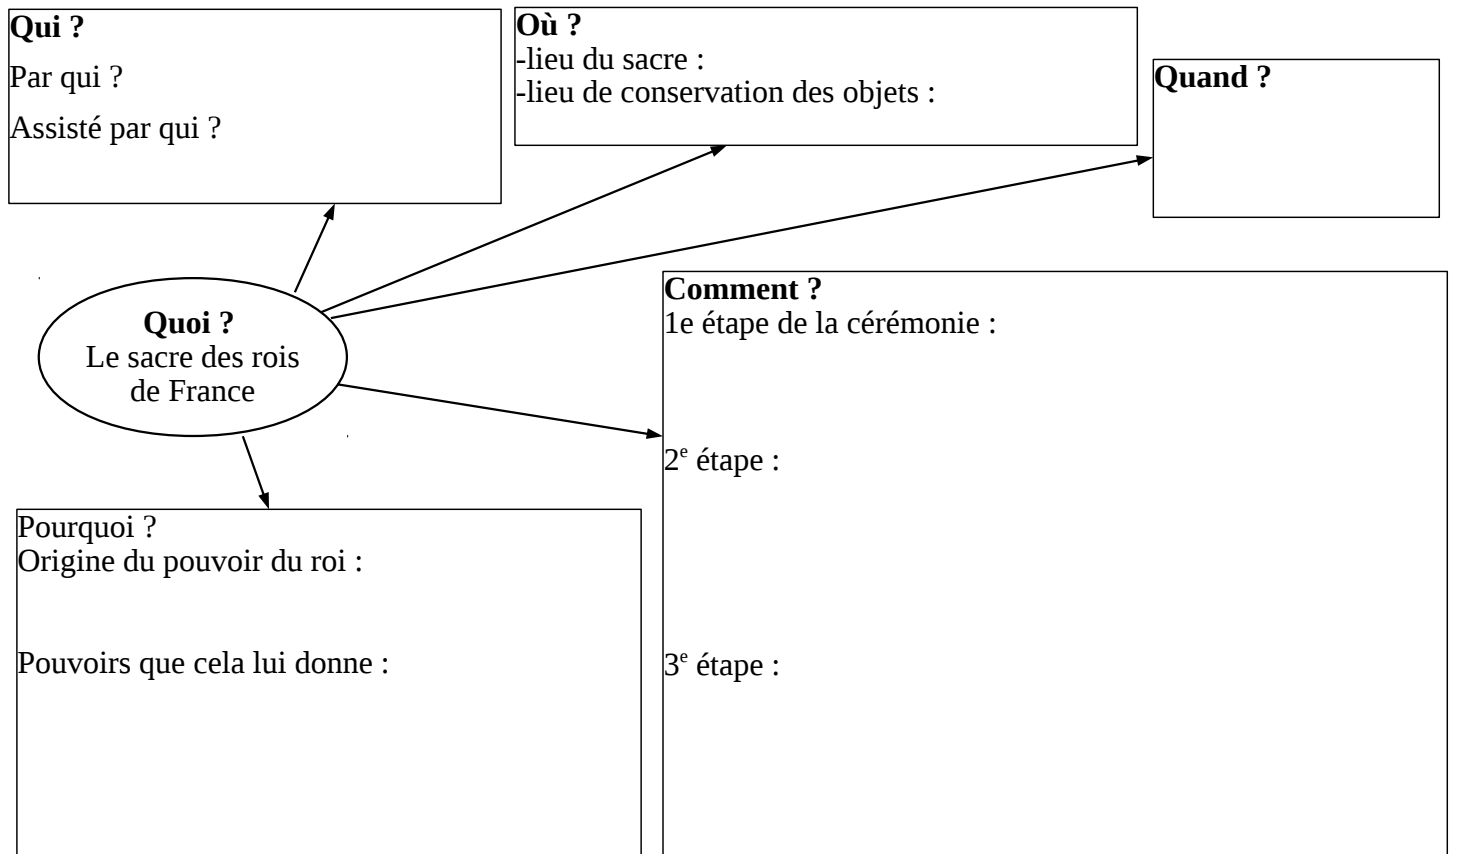 Qui ?
Par qui ?
Assisté par qui ?
Où ?
-lieu du sacre :
-lieu de conservation des objets :
Quand ?
Quoi ?
Le sacre des rois
de France
Comment ?
1e étape de la cérémonie :
2e étape :
3e étape :
Pourquoi ?
Origine du pouvoir du roi :
Pouvoirs que cela lui donne :